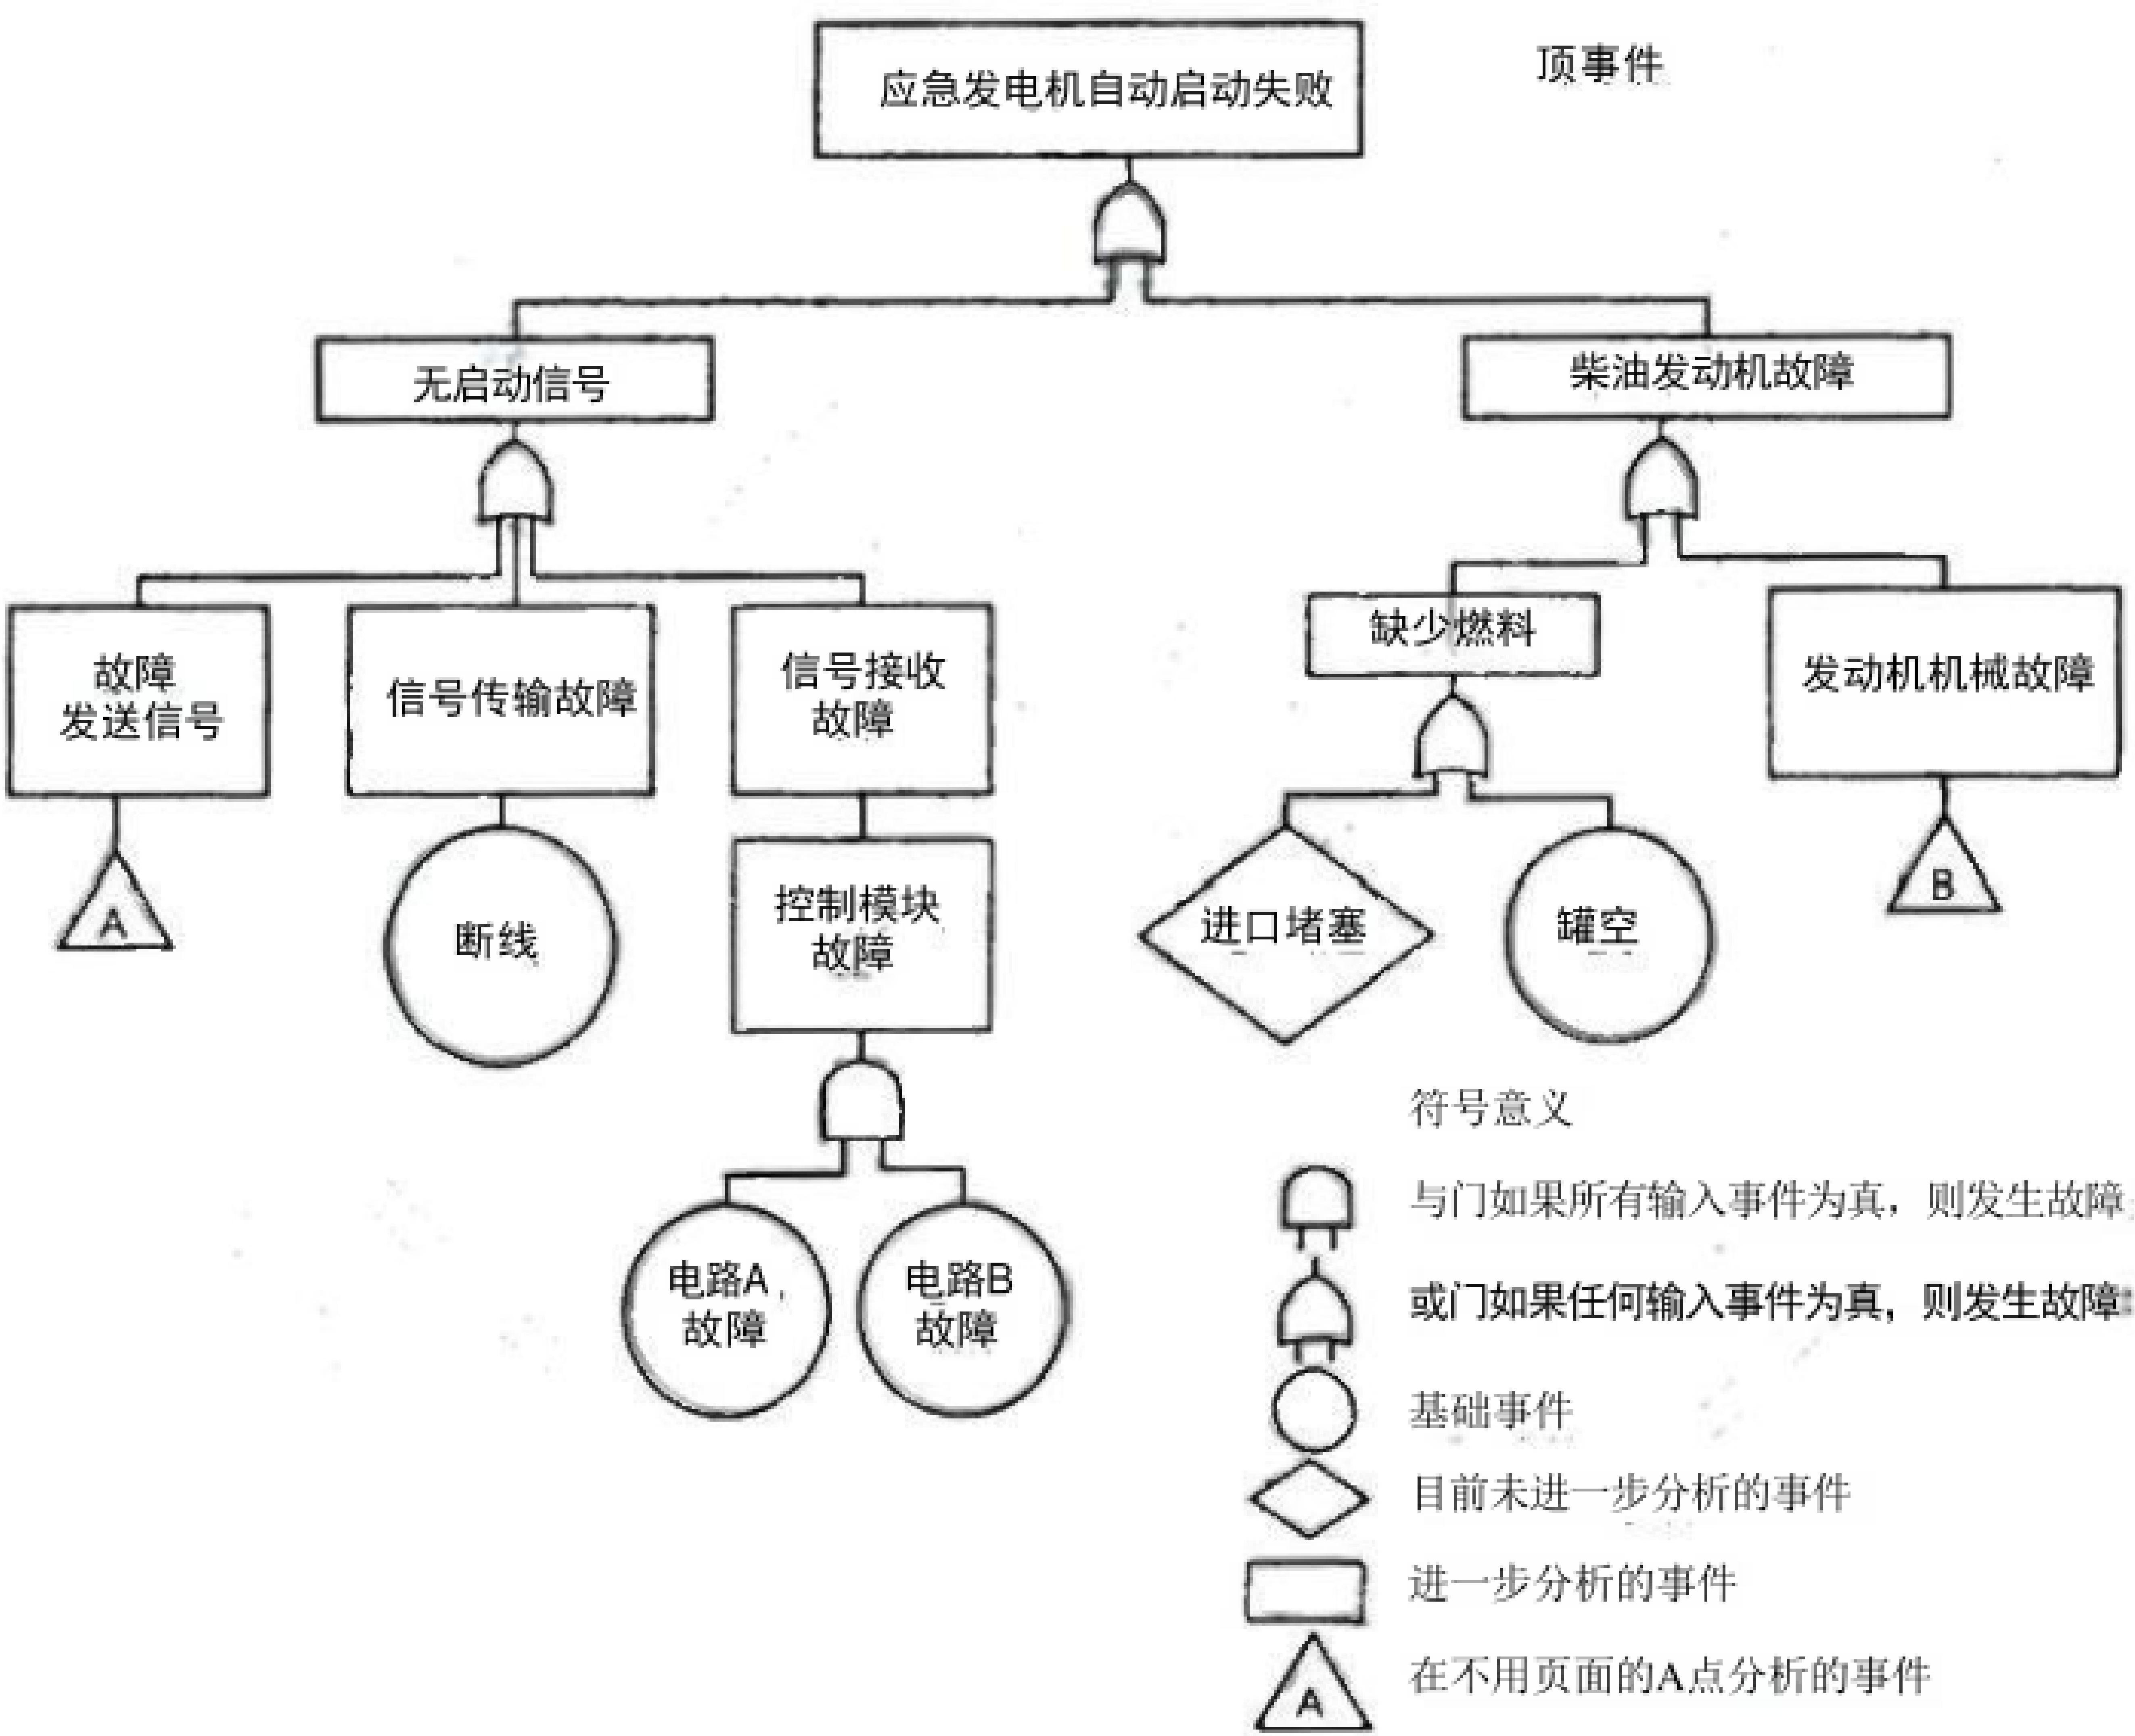 应急发电机自动启动失败
顶事件
无启动信号
柴油发动机故障
故障
发送信号
信号传输故障
信号接收
故障
缺少燃料
发动机机械故障
A
断线
控制模块
故障
进口堵塞
罐空
B
电路A
故障
电路B
故障
符号意义
与门如果所有输入事件为真，则发生故障
或门如果任何输入事件为真，则发生故障
基础事件
目前未进一步分析的事件
进一步分析的事件
A
在不用页面的A点分析的事件